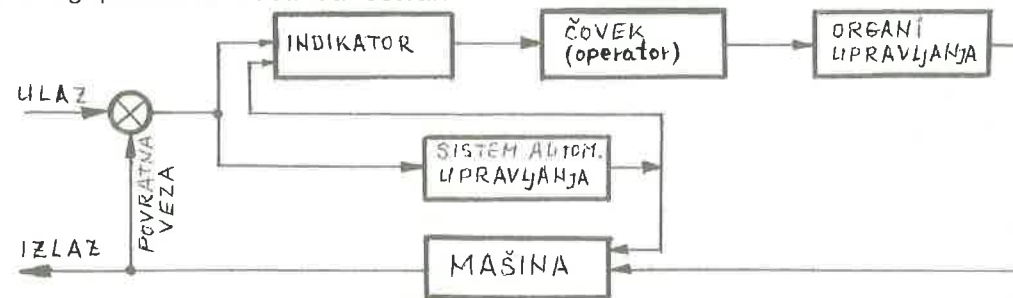 INDIKATOR
ČOVEK
(operator)
ORGANI
UPRAVLJANJA
ULAZ
POVRATNA
VEZA
SISTEM AUTOM.
UPRAVLJANJA
IZLAZ
MAŠINA